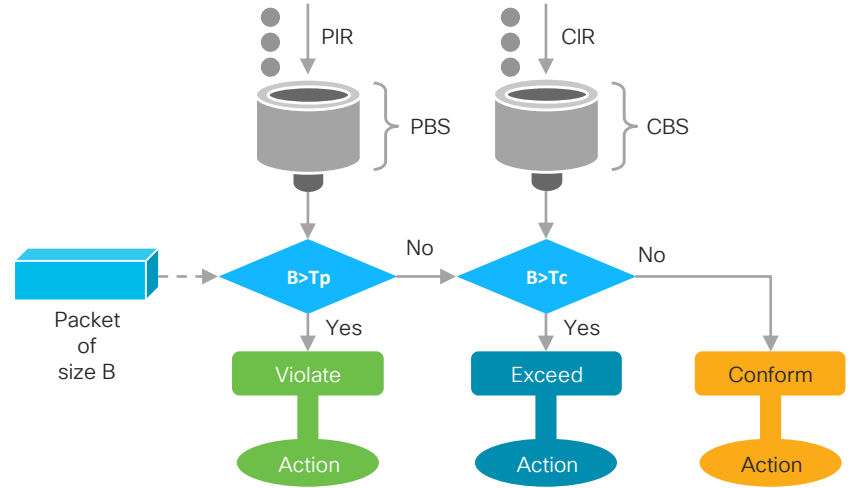 PIR
CIR
PBS
CBS
No
No
B>Tp
B>Tc
Packet
of
size B
Yes
Yes
Violate
Exceed
Conform
Action
Action
Action